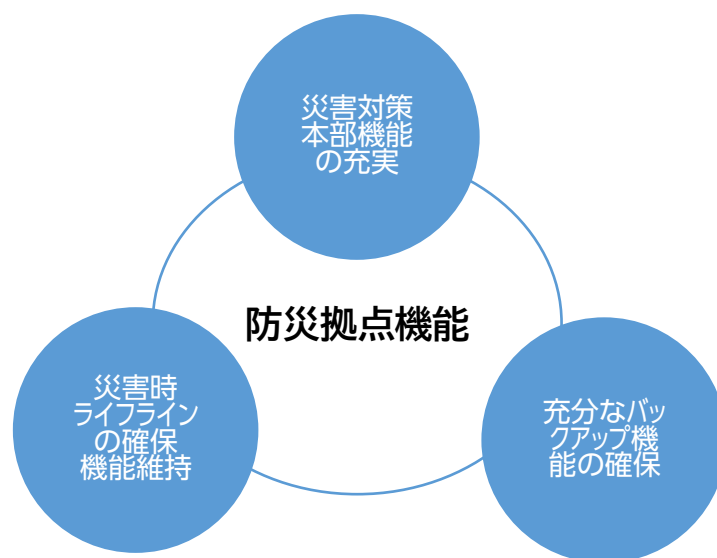 災害対策
本部機能
の充実
防災拠点機能
災害時
ライフライン
の確保
機能維持
充分なバッ
クアップ機
能の確保